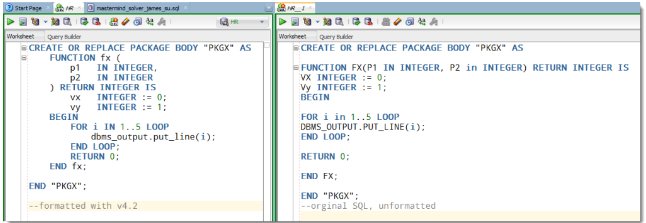 Start Page
HR
mastermind_solver_james_su.sql
HR
Worksheet Query Builder
CREATE OR REPLACE PACKAGE BODY "PKGX" AS
FUNCTION fx (
p1 IN INTEGER,
p2 IN INTEGER
) RETURN INTEGER IS
vx INTEGER := 0;
vy INTEGER := 1;
BEGIN
FOR i IN 1..5 LOOP
dbms_output.put_line(i);
END LOOP;
RETURN 0;
END fx;
END "PKGX";
--formatted with v4.2
HR__1
Worksheet Query Builder
CREATE OR REPLACE PACKAGE BODY "PKGX" AS
FUNCTION FX(P1 IN INTEGER, P2 in INTEGER) RETURN INTEGER IS
VX INTEGER := 0;
Vy INTEGER := 1;
BEGIN
FOR i in 1..5 LOOP
DBMS_OUTPUT.PUT_LINE(i);
END LOOP;
RETURN 0;
END FX;
END "PKGX";
--orginal SQL, unformatted